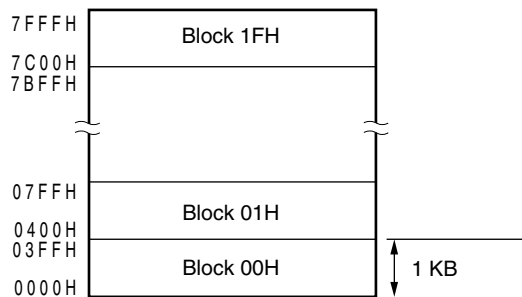 7FFFH
Block 1FH
7C00H
7BFFH
07FFH
Block 01H
0400H
03FFH
Block 00H
1 KB
0000H